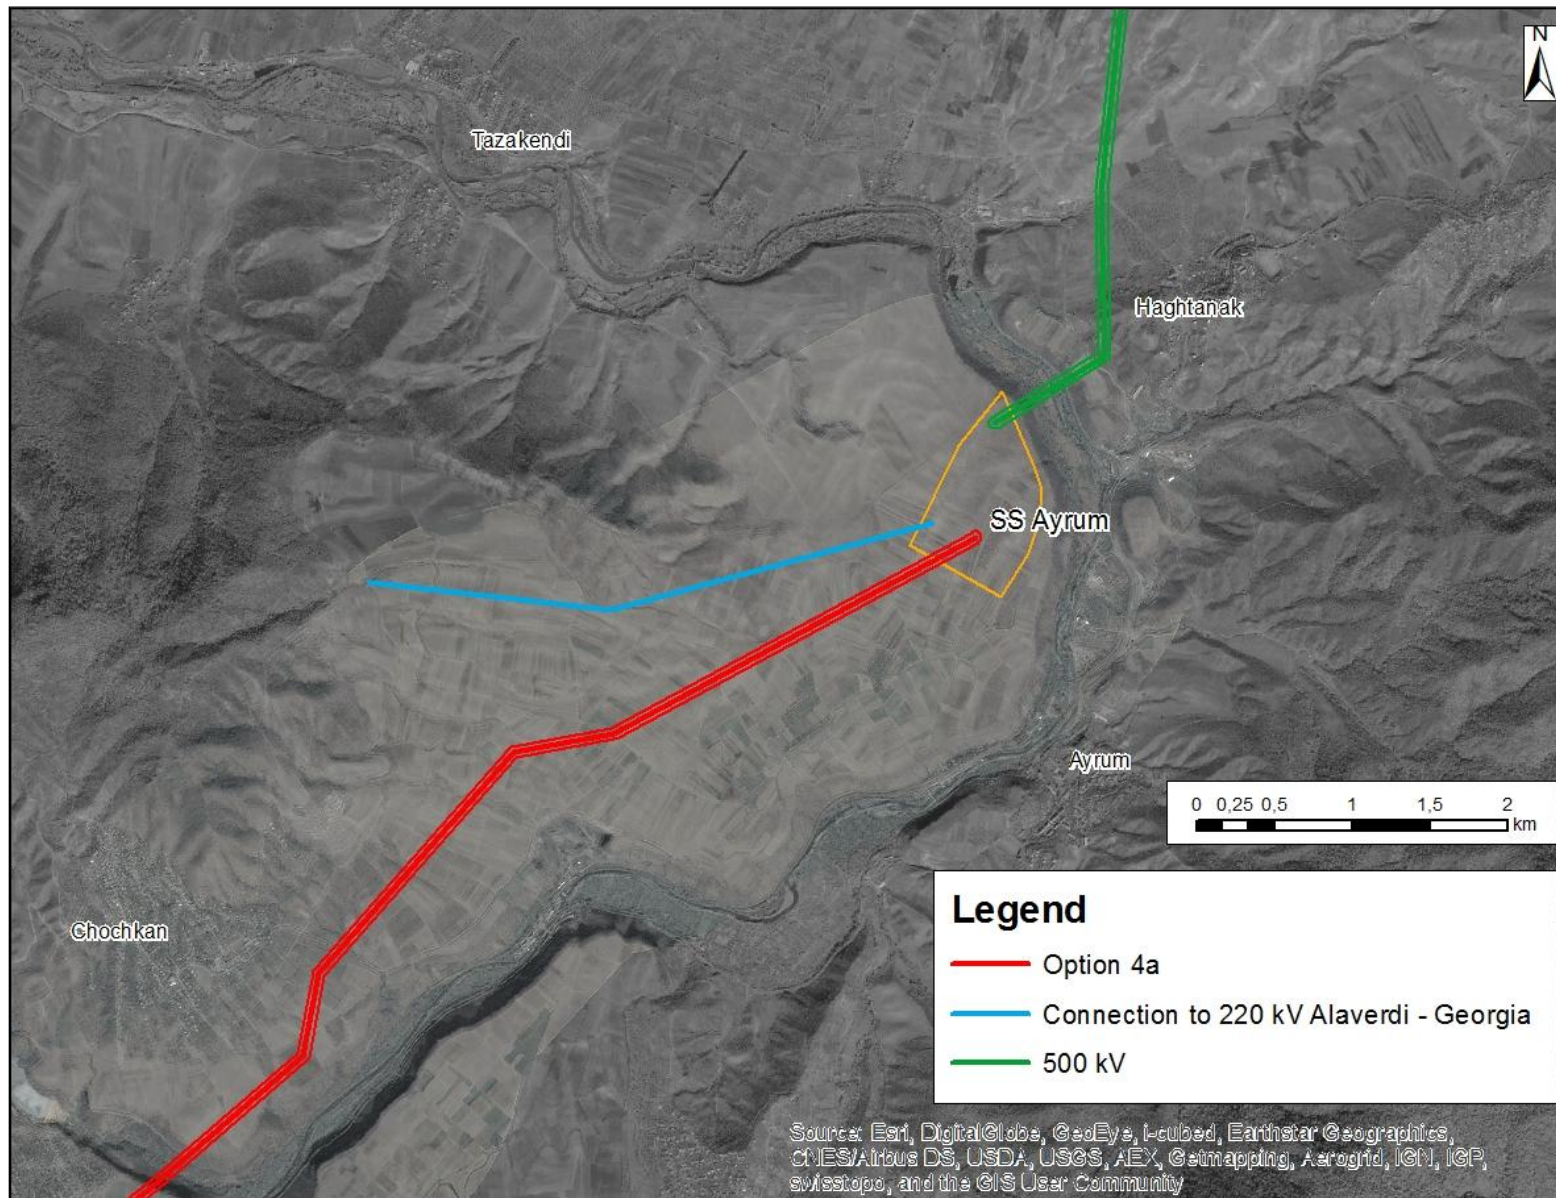 N
Tazakendi
Haghtanak
SS Ayrum
Ayrum
0 0,25 0,5 1 1,5 2
km
Chochkan
Legend
Option 4a
Connection to 220 kV Alaverdi - Georgia
500 kV
Source: Esri, DigitalGlobe, GeoEye, i-cubed, Earthstar Geographics,
CNES/Airbus DS, USDA, USGS, AEX, Getmapping, Aerogrid, IGN, IGP,
swisstopo, and the GIS User Community